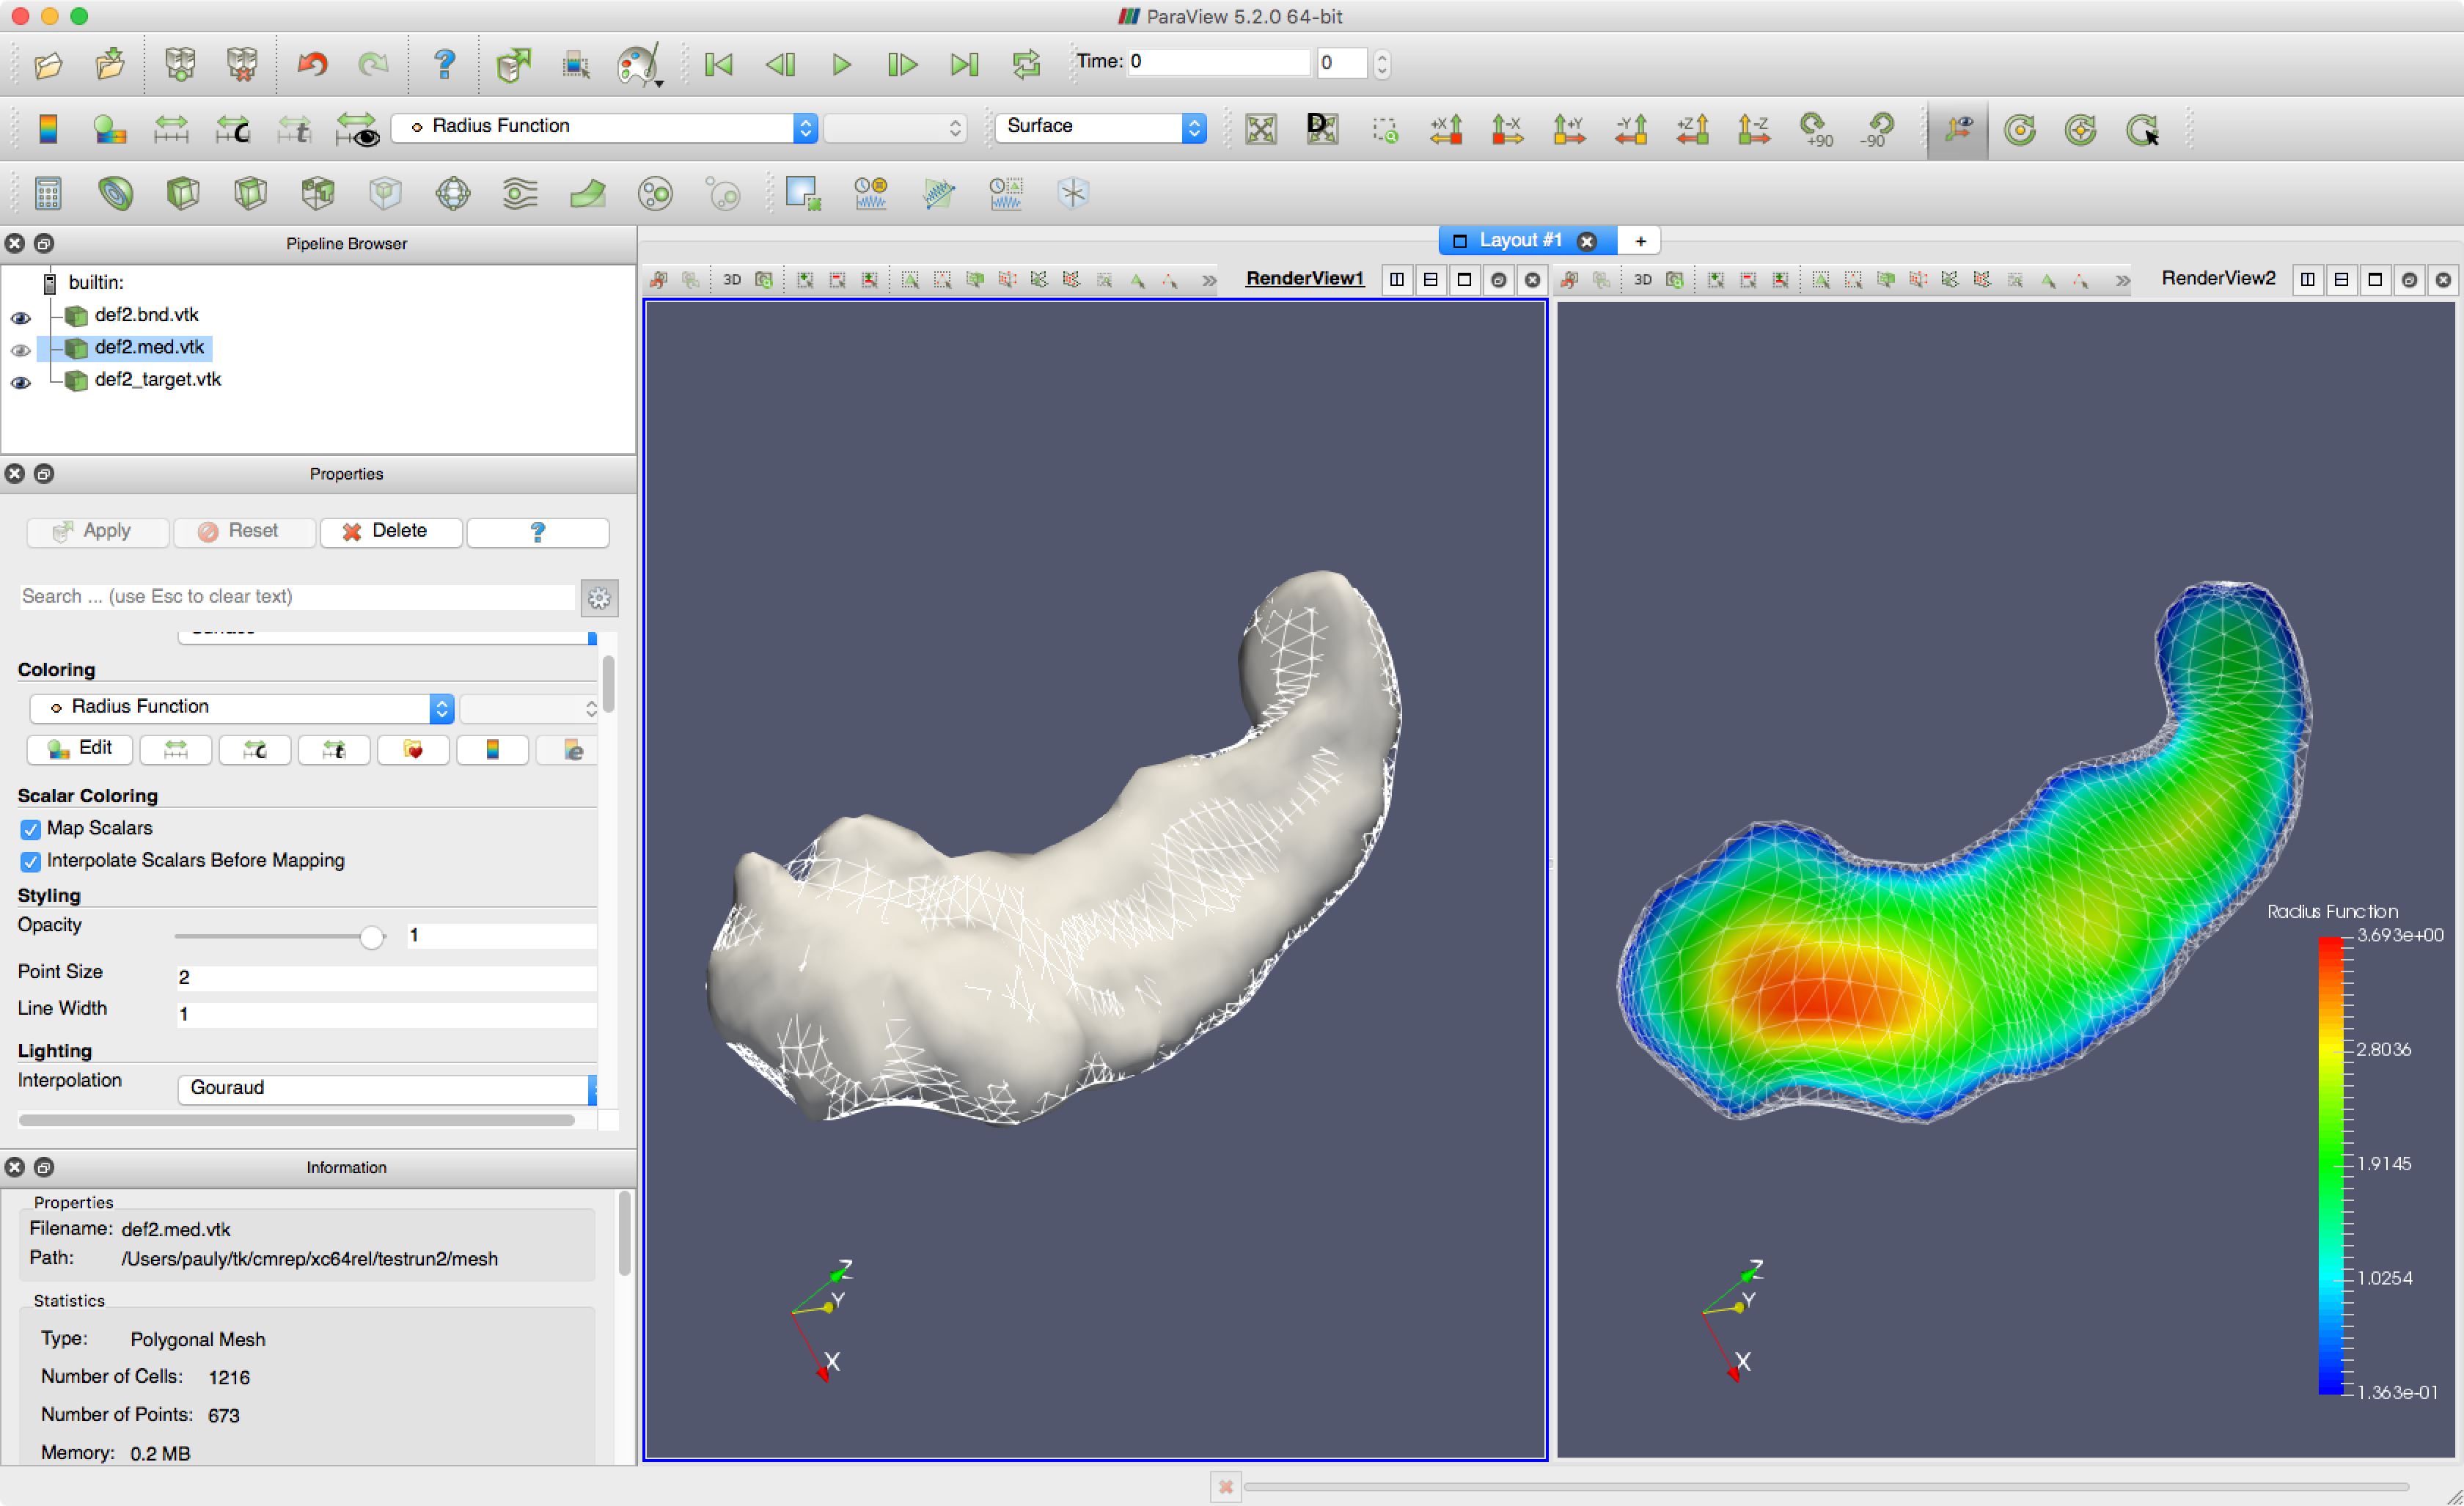 ParaView 5.2.0 64-bit
Time: 0 0
Radius Function Surface
D +X -X +Y -Y +Z -Z +90 -90
Pipeline Browser
builtin:
def2.bnd.vtk
def2.med.vtk
def2_target.vtk
Properties
Apply Reset Delete ?
Search ... (use Esc to clear text)
Coloring
Radius Function
Edit
Scalar Coloring
Map Scalars
Interpolate Scalars Before Mapping
Styling
Opacity 1
Point Size 2
Line Width 1
Lighting
Interpolation Gouraud
Information
Properties
Filename: def2.med.vtk
Path: /Users/pauly/tk/cmrep/xc64rel/testrun2/mesh
Statistics
Type: Polygonal Mesh
Number of Cells: 1216
Number of Points: 673
Memory: 0.2 MB
Layout #1 +
3D RenderView1
3D RenderView2
Z
Y
X
Z
Y
X
Radius Function
3.693e+00
2.8036
1.9145
1.0254
1.363e-01